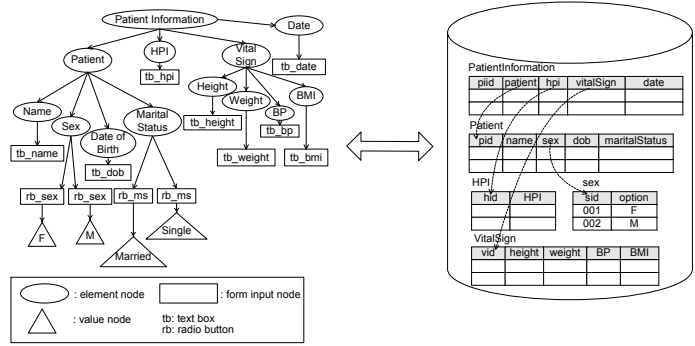 Patient Information
Date
tb_date
Patient
HPI
tb_hpi
Vital
Sign
Height
tb_height
Weight
tb_weight
BP
tb_bp
BMI
tb_bmi
Name
tb_name
Sex
Date of
Birth
tb_dob
Marital
Status
rb_sex
rb_sex
rb_ms
rb_ms
F
M
Married
Single
: element node
: form input node
: value node
tb: text box
rb: radio button
PatientInformation
piid patient hpi vitalSign date
Patient
pid name sex dob maritalStatus
HPI
hid HPI
sex
sid option
001 F
002 M
VitalSign
vid height weight BP BMI